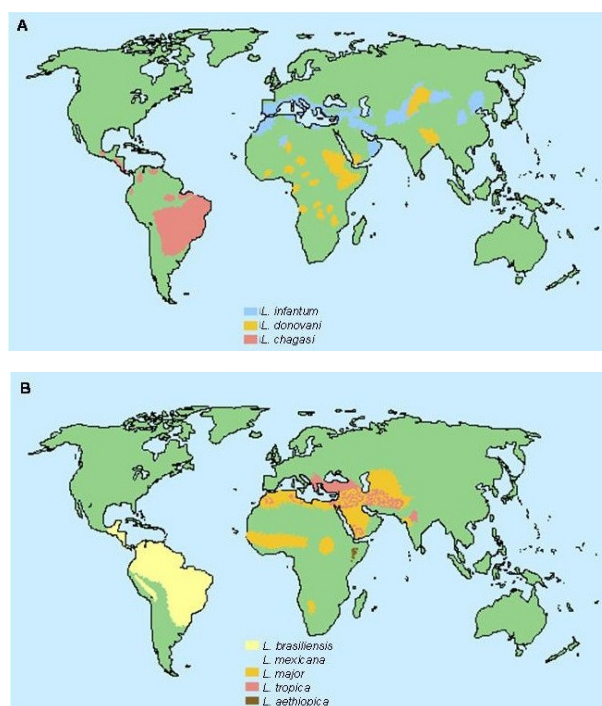 A
L. infantum
L. donovani
L. chagasi
B
L. brasiliensis
L. mexicana
L. major
L. tropica
L. aethiopica